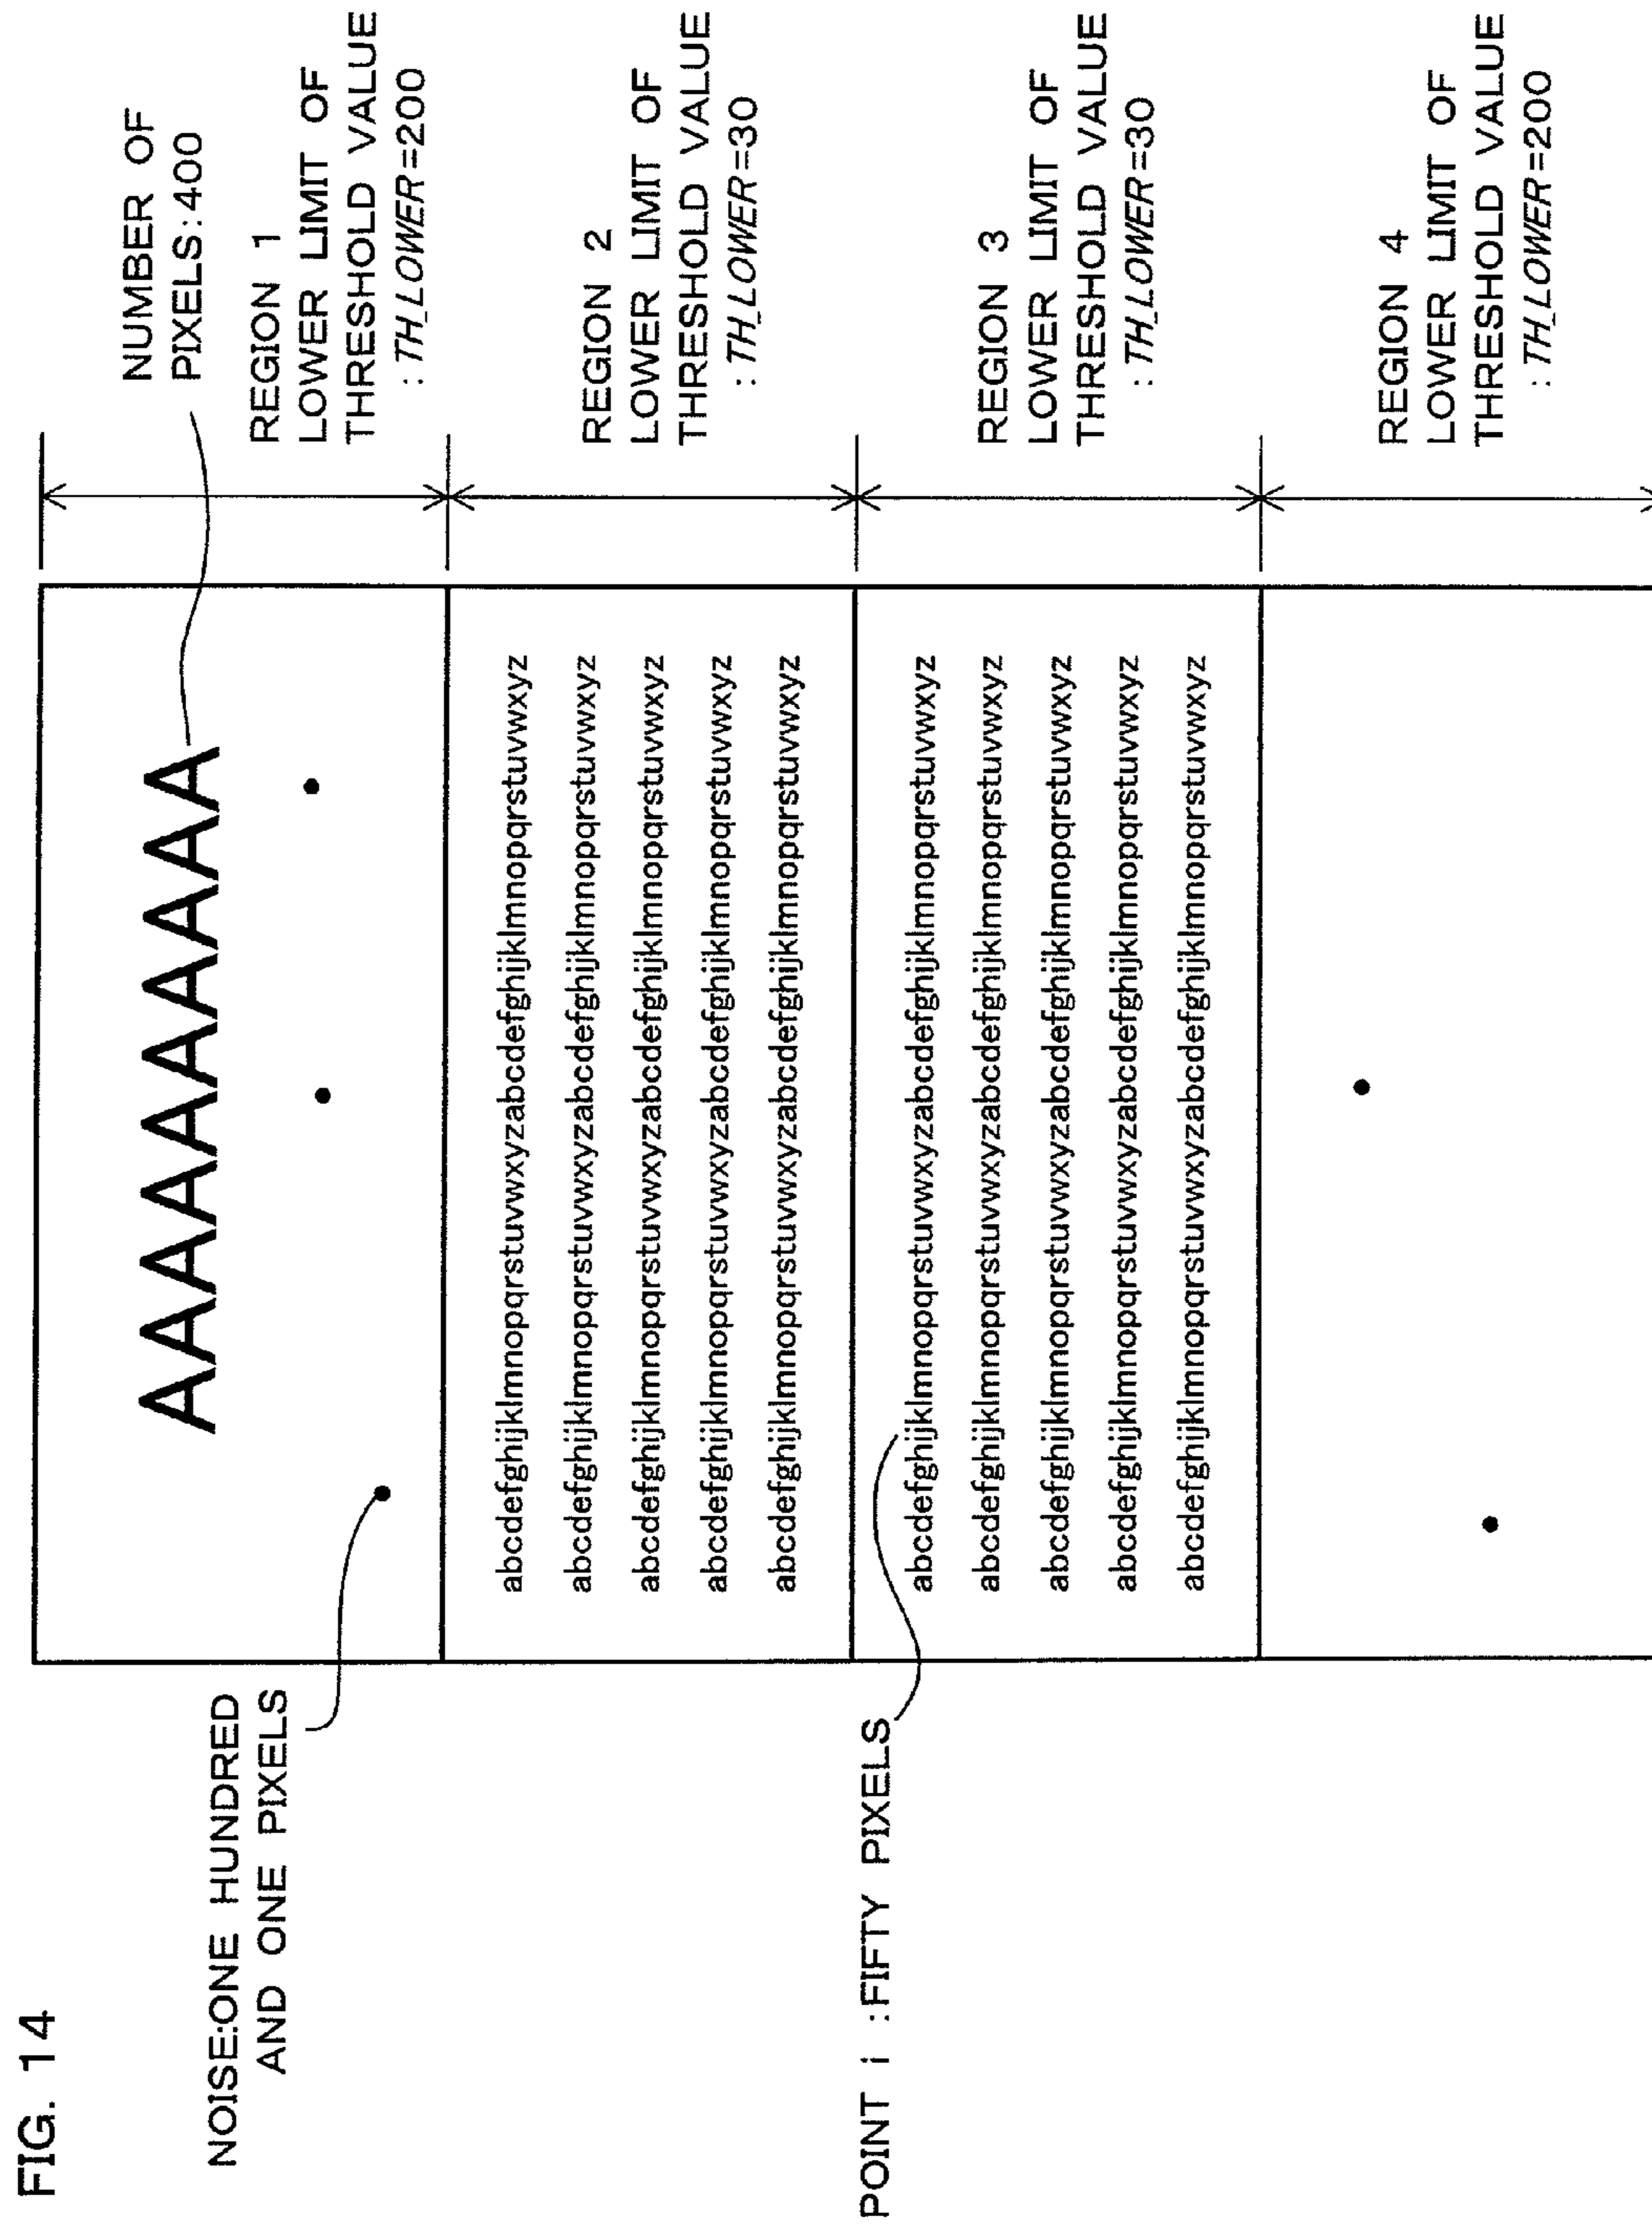 FIG. 14
NUMBER OF
PIXELS:400
AAAAAAAAAA
NOISE:ONE HUNDRED
AND ONE PIXELS
REGION 1
LOWER LIMIT OF
THRESHOLD VALUE
: TH_LOWER=200
abcdefghijklmnopqrstuvwxyzabcdefghijklmnopqrstuvwxyz
abcdefghijklmnopqrstuvwxyzabcdefghijklmnopqrstuvwxyz
abcdefghijklmnopqrstuvwxyzabcdefghijklmnopqrstuvwxyz
abcdefghijklmnopqrstuvwxyzabcdefghijklmnopqrstuvwxyz
abcdefghijklmnopqrstuvwxyzabcdefghijklmnopqrstuvwxyz
REGION 2
LOWER LIMIT OF
THRESHOLD VALUE
: TH_LOWER=30
POINT i :FIFTY PIXELS
abcdefghijklmnopqrstuvwxyzabcdefghijklmnopqrstuvwxyz
abcdefghijklmnopqrstuvwxyzabcdefghijklmnopqrstuvwxyz
abcdefghijklmnopqrstuvwxyzabcdefghijklmnopqrstuvwxyz
abcdefghijklmnopqrstuvwxyzabcdefghijklmnopqrstuvwxyz
abcdefghijklmnopqrstuvwxyzabcdefghijklmnopqrstuvwxyz
REGION 3
LOWER LIMIT OF
THRESHOLD VALUE
: TH_LOWER=30
REGION 4
LOWER LIMIT OF
THRESHOLD VALUE
: TH_LOWER=200